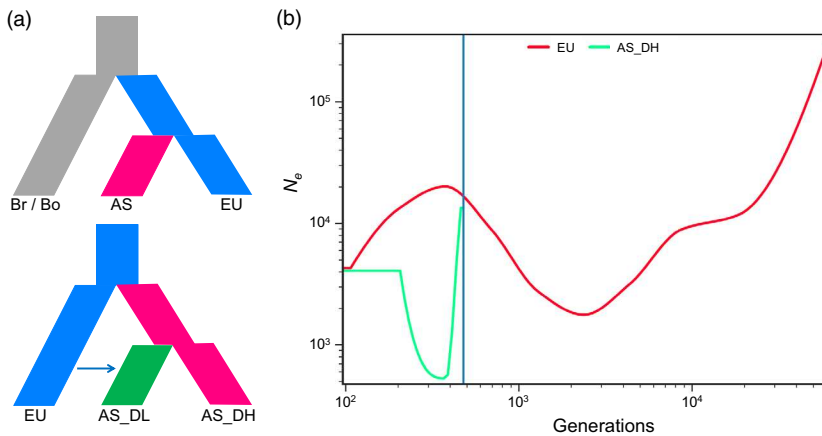 (a)
Br / Bo
AS
EU
EU
AS_DL
AS_DH
(b)
EU
AS_DH
10^5
10^4
10^3
N_e
10^2
10^3
10^4
Generations